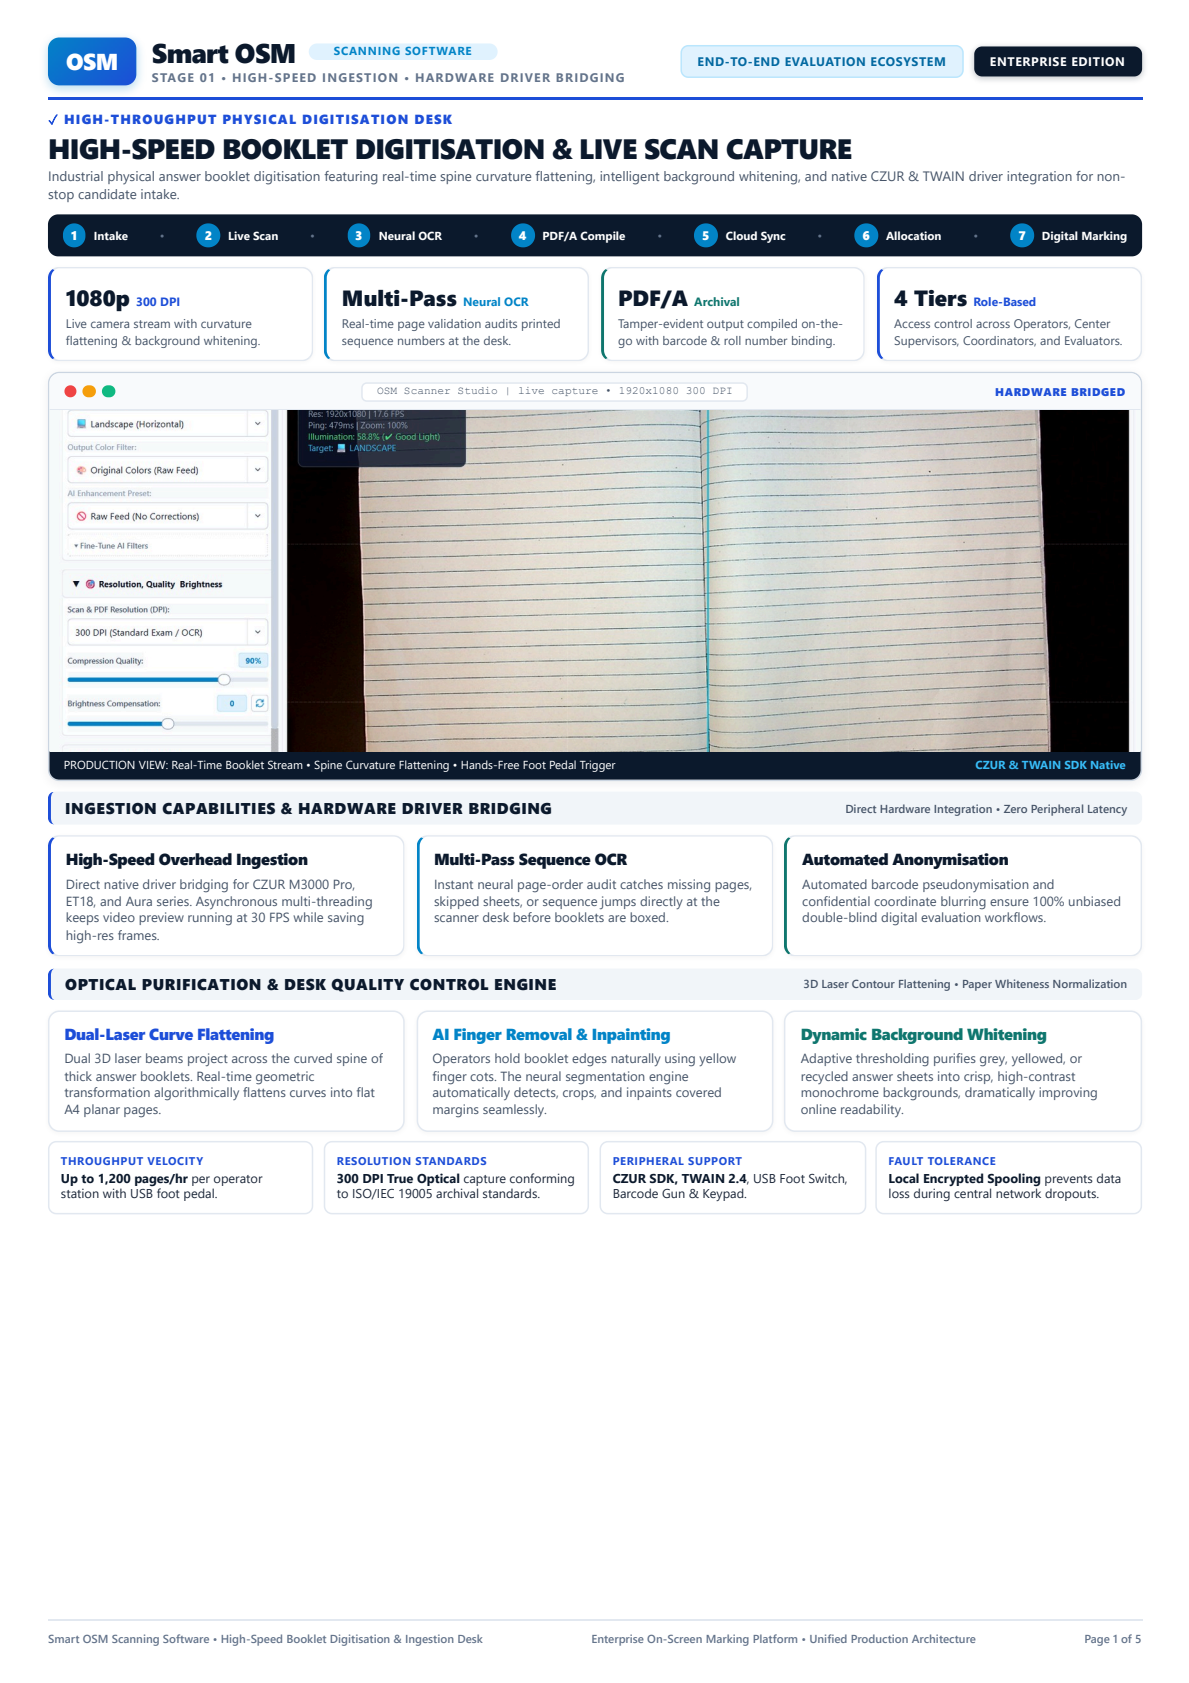 OSM
Smart OSM
SCANNING SOFTWARE
STAGE 01 • HIGH-SPEED INGESTION • HARDWARE DRIVER BRIDGING
END-TO-END EVALUATION ECOSYSTEM
ENTERPRISE EDITION
✓ HIGH-THROUGHPUT PHYSICAL DIGITISATION DESK
HIGH-SPEED BOOKLET DIGITISATION & LIVE SCAN CAPTURE
Industrial physical answer booklet digitisation featuring real-time spine curvature flattening, intelligent background whitening, and native CZUR & TWAIN driver integration for non-
stop candidate intake.
1 Intake • 2 Live Scan • 3 Neural OCR • 4 PDF/A Compile • 5 Cloud Sync • 6 Allocation • 7 Digital Marking
1080p 300 DPI
Live camera stream with curvature
flattening & background whitening.
Multi-Pass Neural OCR
Real-time page validation audits printed
sequence numbers at the desk.
PDF/A Archival
Tamper-evident output compiled on-the-
go with barcode & roll number binding.
4 Tiers Role-Based
Access control across Operators, Center
Supervisors, Coordinators, and Evaluators.
OSM Scanner Studio | live capture • 1920x1080 300 DPI
HARDWARE BRIDGED
Landscape (Horizontal)
Output Color Filter:
Original Colors (Raw Feed)
AI Enhancement Preset:
Raw Feed (No Corrections)
▾ Fine-Tune AI Filters
▼ Resolution, Quality Brightness
Scan & PDF Resolution (DPI):
300 DPI (Standard Exam / OCR)
Compression Quality:
90%
Brightness Compensation:
0
Res: 1920x1080 | 17.6 FPS
Ping: 479ms | Zoom: 100%
Illumination: 58.8% (✔ Good Light)
Target: LANDSCAPE
PRODUCTION VIEW: Real-Time Booklet Stream • Spine Curvature Flattening • Hands-Free Foot Pedal Trigger
CZUR & TWAIN SDK Native
INGESTION CAPABILITIES & HARDWARE DRIVER BRIDGING
Direct Hardware Integration • Zero Peripheral Latency
High-Speed Overhead Ingestion
Direct native driver bridging for CZUR M3000 Pro,
ET18, and Aura series. Asynchronous multi-threading
keeps video preview running at 30 FPS while saving
high-res frames.
Multi-Pass Sequence OCR
Instant neural page-order audit catches missing pages,
skipped sheets, or sequence jumps directly at the
scanner desk before booklets are boxed.
Automated Anonymisation
Automated barcode pseudonymisation and
confidential coordinate blurring ensure 100% unbiased
double-blind digital evaluation workflows.
OPTICAL PURIFICATION & DESK QUALITY CONTROL ENGINE
3D Laser Contour Flattening • Paper Whiteness Normalization
Dual-Laser Curve Flattening
Dual 3D laser beams project across the curved spine of
thick answer booklets. Real-time geometric
transformation algorithmically flattens curves into flat
A4 planar pages.
AI Finger Removal & Inpainting
Operators hold booklet edges naturally using yellow
finger cots. The neural segmentation engine
automatically detects, crops, and inpaints covered
margins seamlessly.
Dynamic Background Whitening
Adaptive thresholding purifies grey, yellowed, or
recycled answer sheets into crisp, high-contrast
monochrome backgrounds, dramatically improving
online readability.
THROUGHPUT VELOCITY
Up to 1,200 pages/hr per operator
station with USB foot pedal.
RESOLUTION STANDARDS
300 DPI True Optical capture conforming
to ISO/IEC 19005 archival standards.
PERIPHERAL SUPPORT
CZUR SDK, TWAIN 2.4, USB Foot Switch,
Barcode Gun & Keypad.
FAULT TOLERANCE
Local Encrypted Spooling prevents data
loss during central network dropouts.
Smart OSM Scanning Software • High-Speed Booklet Digitisation & Ingestion Desk
Enterprise On-Screen Marking Platform • Unified Production Architecture
Page 1 of 5